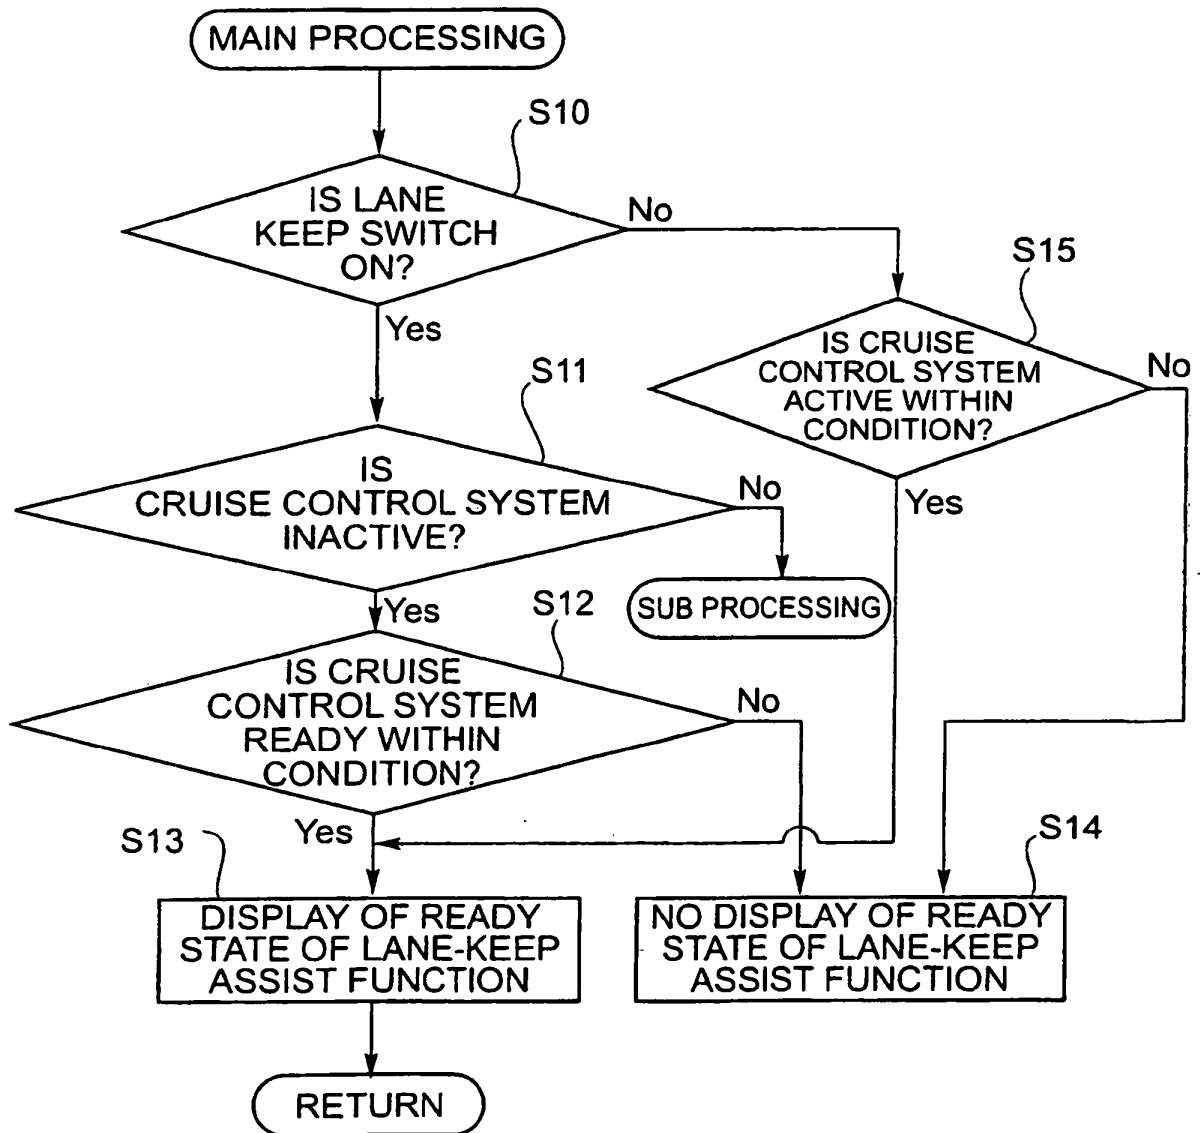 MAIN PROCESSING
S10
IS LANE
KEEP SWITCH
ON?
No
Yes
S15
IS CRUISE
CONTROL SYSTEM
ACTIVE WITHIN
CONDITION?
No
Yes
S11
IS
CRUISE CONTROL SYSTEM
INACTIVE?
No
Yes
SUB PROCESSING
S12
IS CRUISE
CONTROL SYSTEM
READY WITHIN
CONDITION?
No
Yes
S13
DISPLAY OF READY
STATE OF LANE-KEEP
ASSIST FUNCTION
S14
NO DISPLAY OF READY
STATE OF LANE-KEEP
ASSIST FUNCTION
RETURN